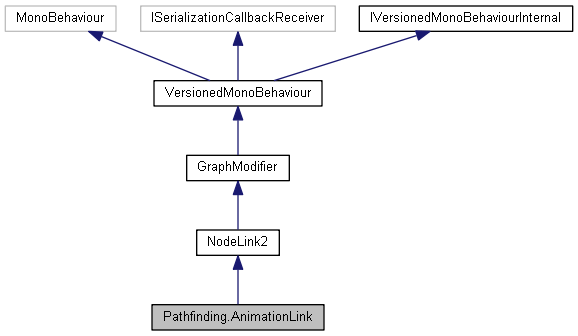 MonoBehaviour
ISerializationCallbackReceiver
IVersionedMonoBehaviourInternal
VersionedMonoBehaviour
GraphModifier
NodeLink2
Pathfinding.AnimationLink